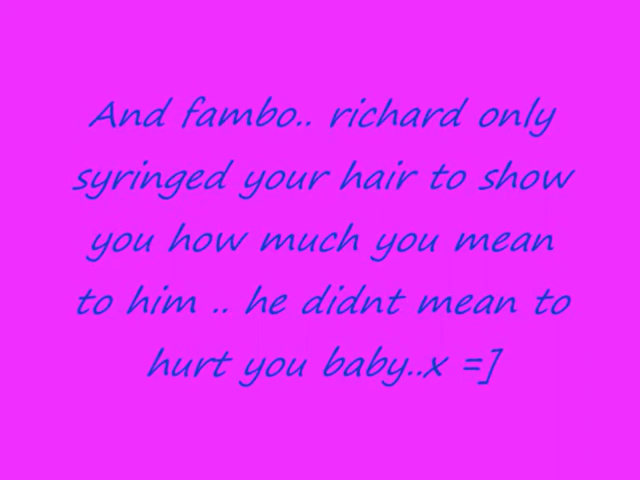 And fambo.. richard only
syringed your hair to show
you how much you mean
to him .. he didnt mean to
hurt you baby..x =]